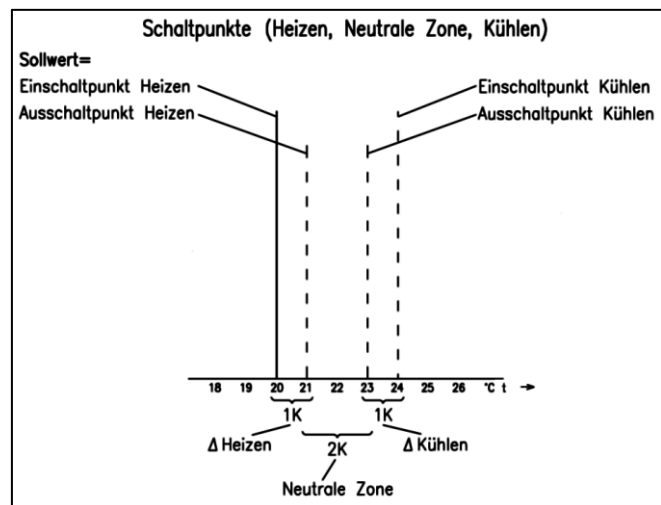 Schaltpunkte (Heizen, Neutrale Zone, Kühlen)
Sollwert=
Einschaltpunkt Heizen
Ausschaltpunkt Heizen
Einschaltpunkt Kühlen
Ausschaltpunkt Kühlen
18 19 20 21 22 23 24 25 26 °C t →
1K 1K
Δ Heizen Δ Kühlen
2K
Neutrale Zone